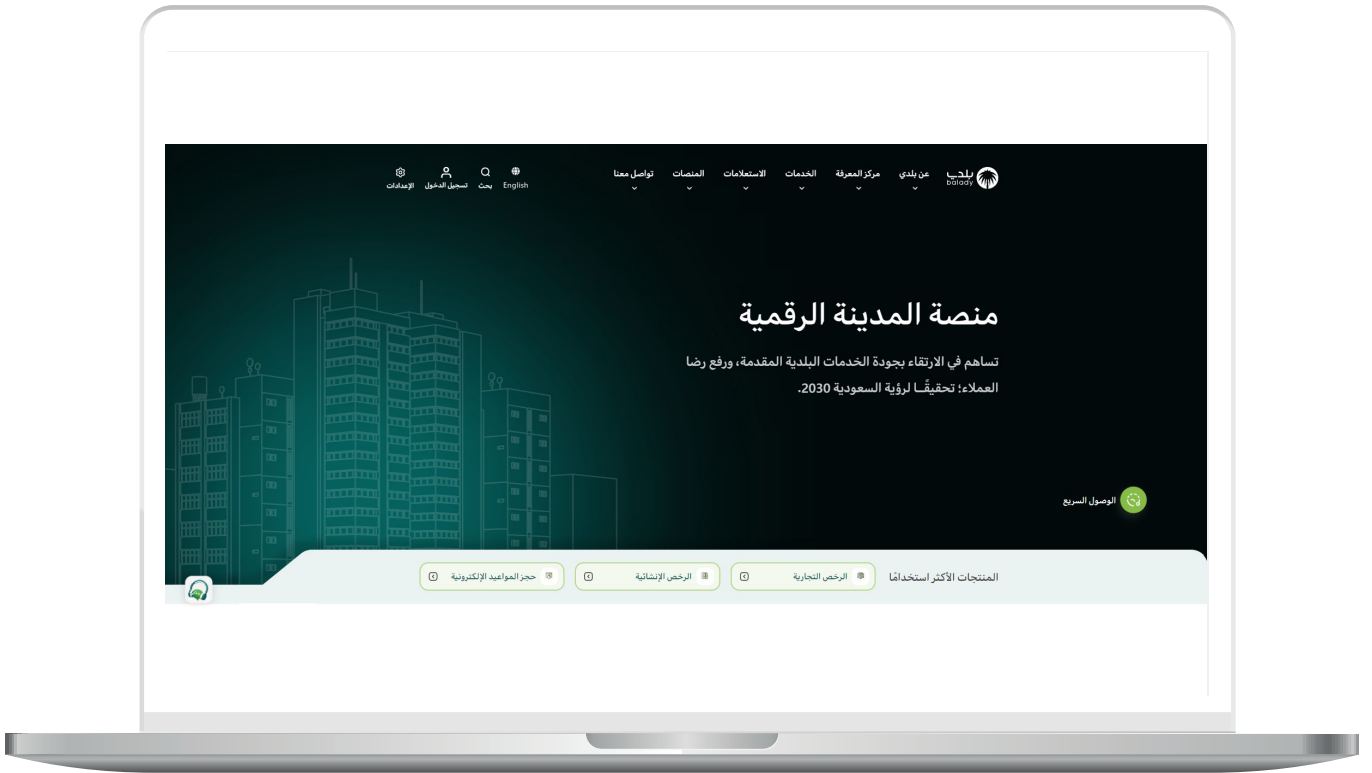 بلدي
balady
عن بلدي
مركز المعرفة
الخدمات
الاستعلامات
المنصات
تواصل معنا
English
بحث
تسجيل الدخول
الإعدادات
منصة المدينة الرقمية
تساهم في الارتقاء بجودة الخدمات البلدية المقدمة، ورفع رضا
العملاء؛ تحقيقًــا لرؤية السعودية 2030.
الوصول السريع
المنتجات الأكثر استخدامًا
الرخص التجارية
الرخص الإنشائية
حجز المواعيد الإلكترونية